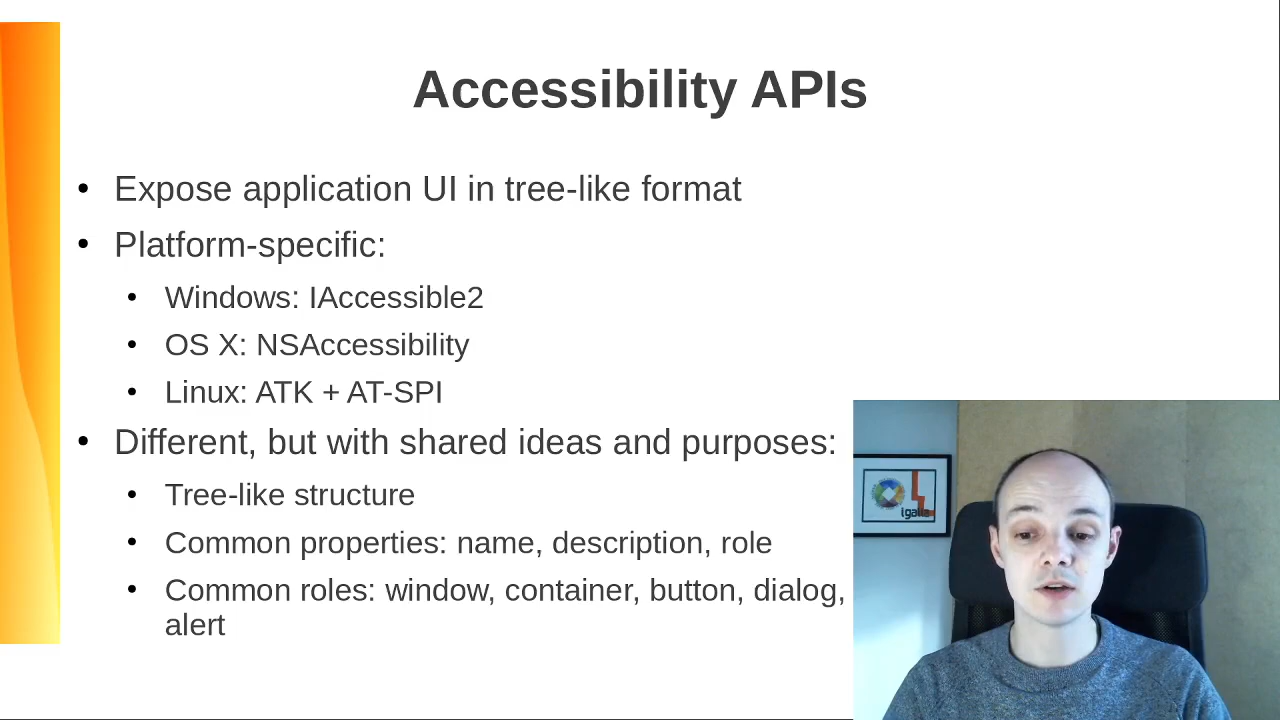 Accessibility APIs
• Expose application UI in tree-like format
• Platform-specific:
• Windows: IAccessible2
• OS X: NSAccessibility
• Linux: ATK + AT-SPI
• Different, but with shared ideas and purposes:
• Tree-like structure
• Common properties: name, description, role
• Common roles: window, container, button, dialog,
alert
igalia